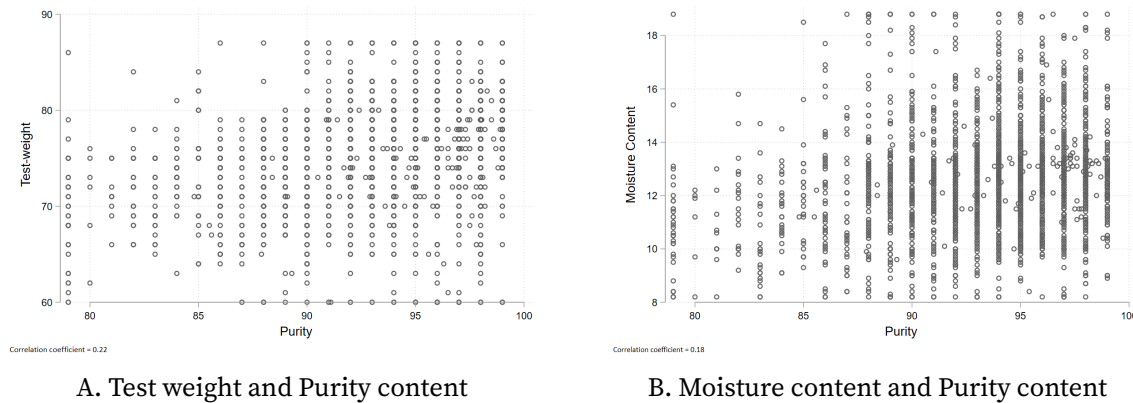 90
80
70
60
Test-weight
80
85
90
95
100
Purity
Correlation coefficient = 0.22
A. Test weight and Purity content
18
16
14
12
10
8
Moisture Content
80
85
90
95
100
Purity
Correlation coefficient = 0.18
B. Moisture content and Purity content